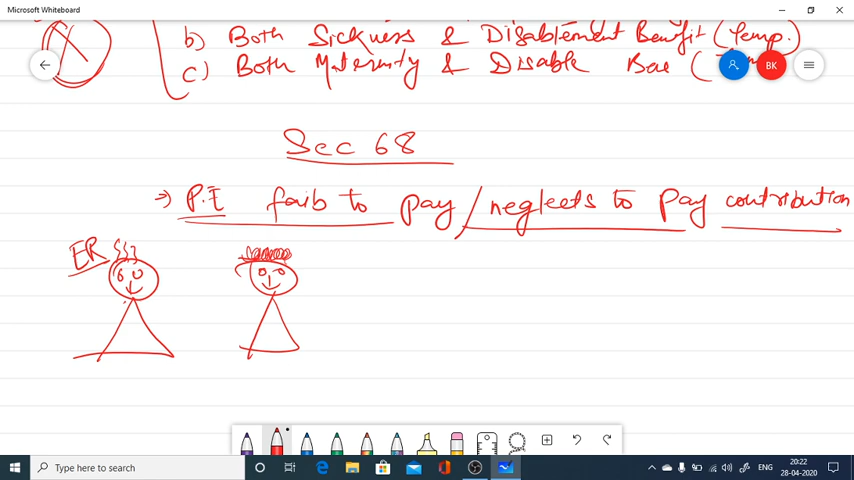 Microsoft Whiteboard
b) Both Sickness & Disablement Benefit (Temp.)
c) Both Maternity & Disable Bae (
BK
Sec 68
⇒ P.E fails to pay/neglects to pay contribution
ER
Type here to search
ENG
20:22
28-04-2020